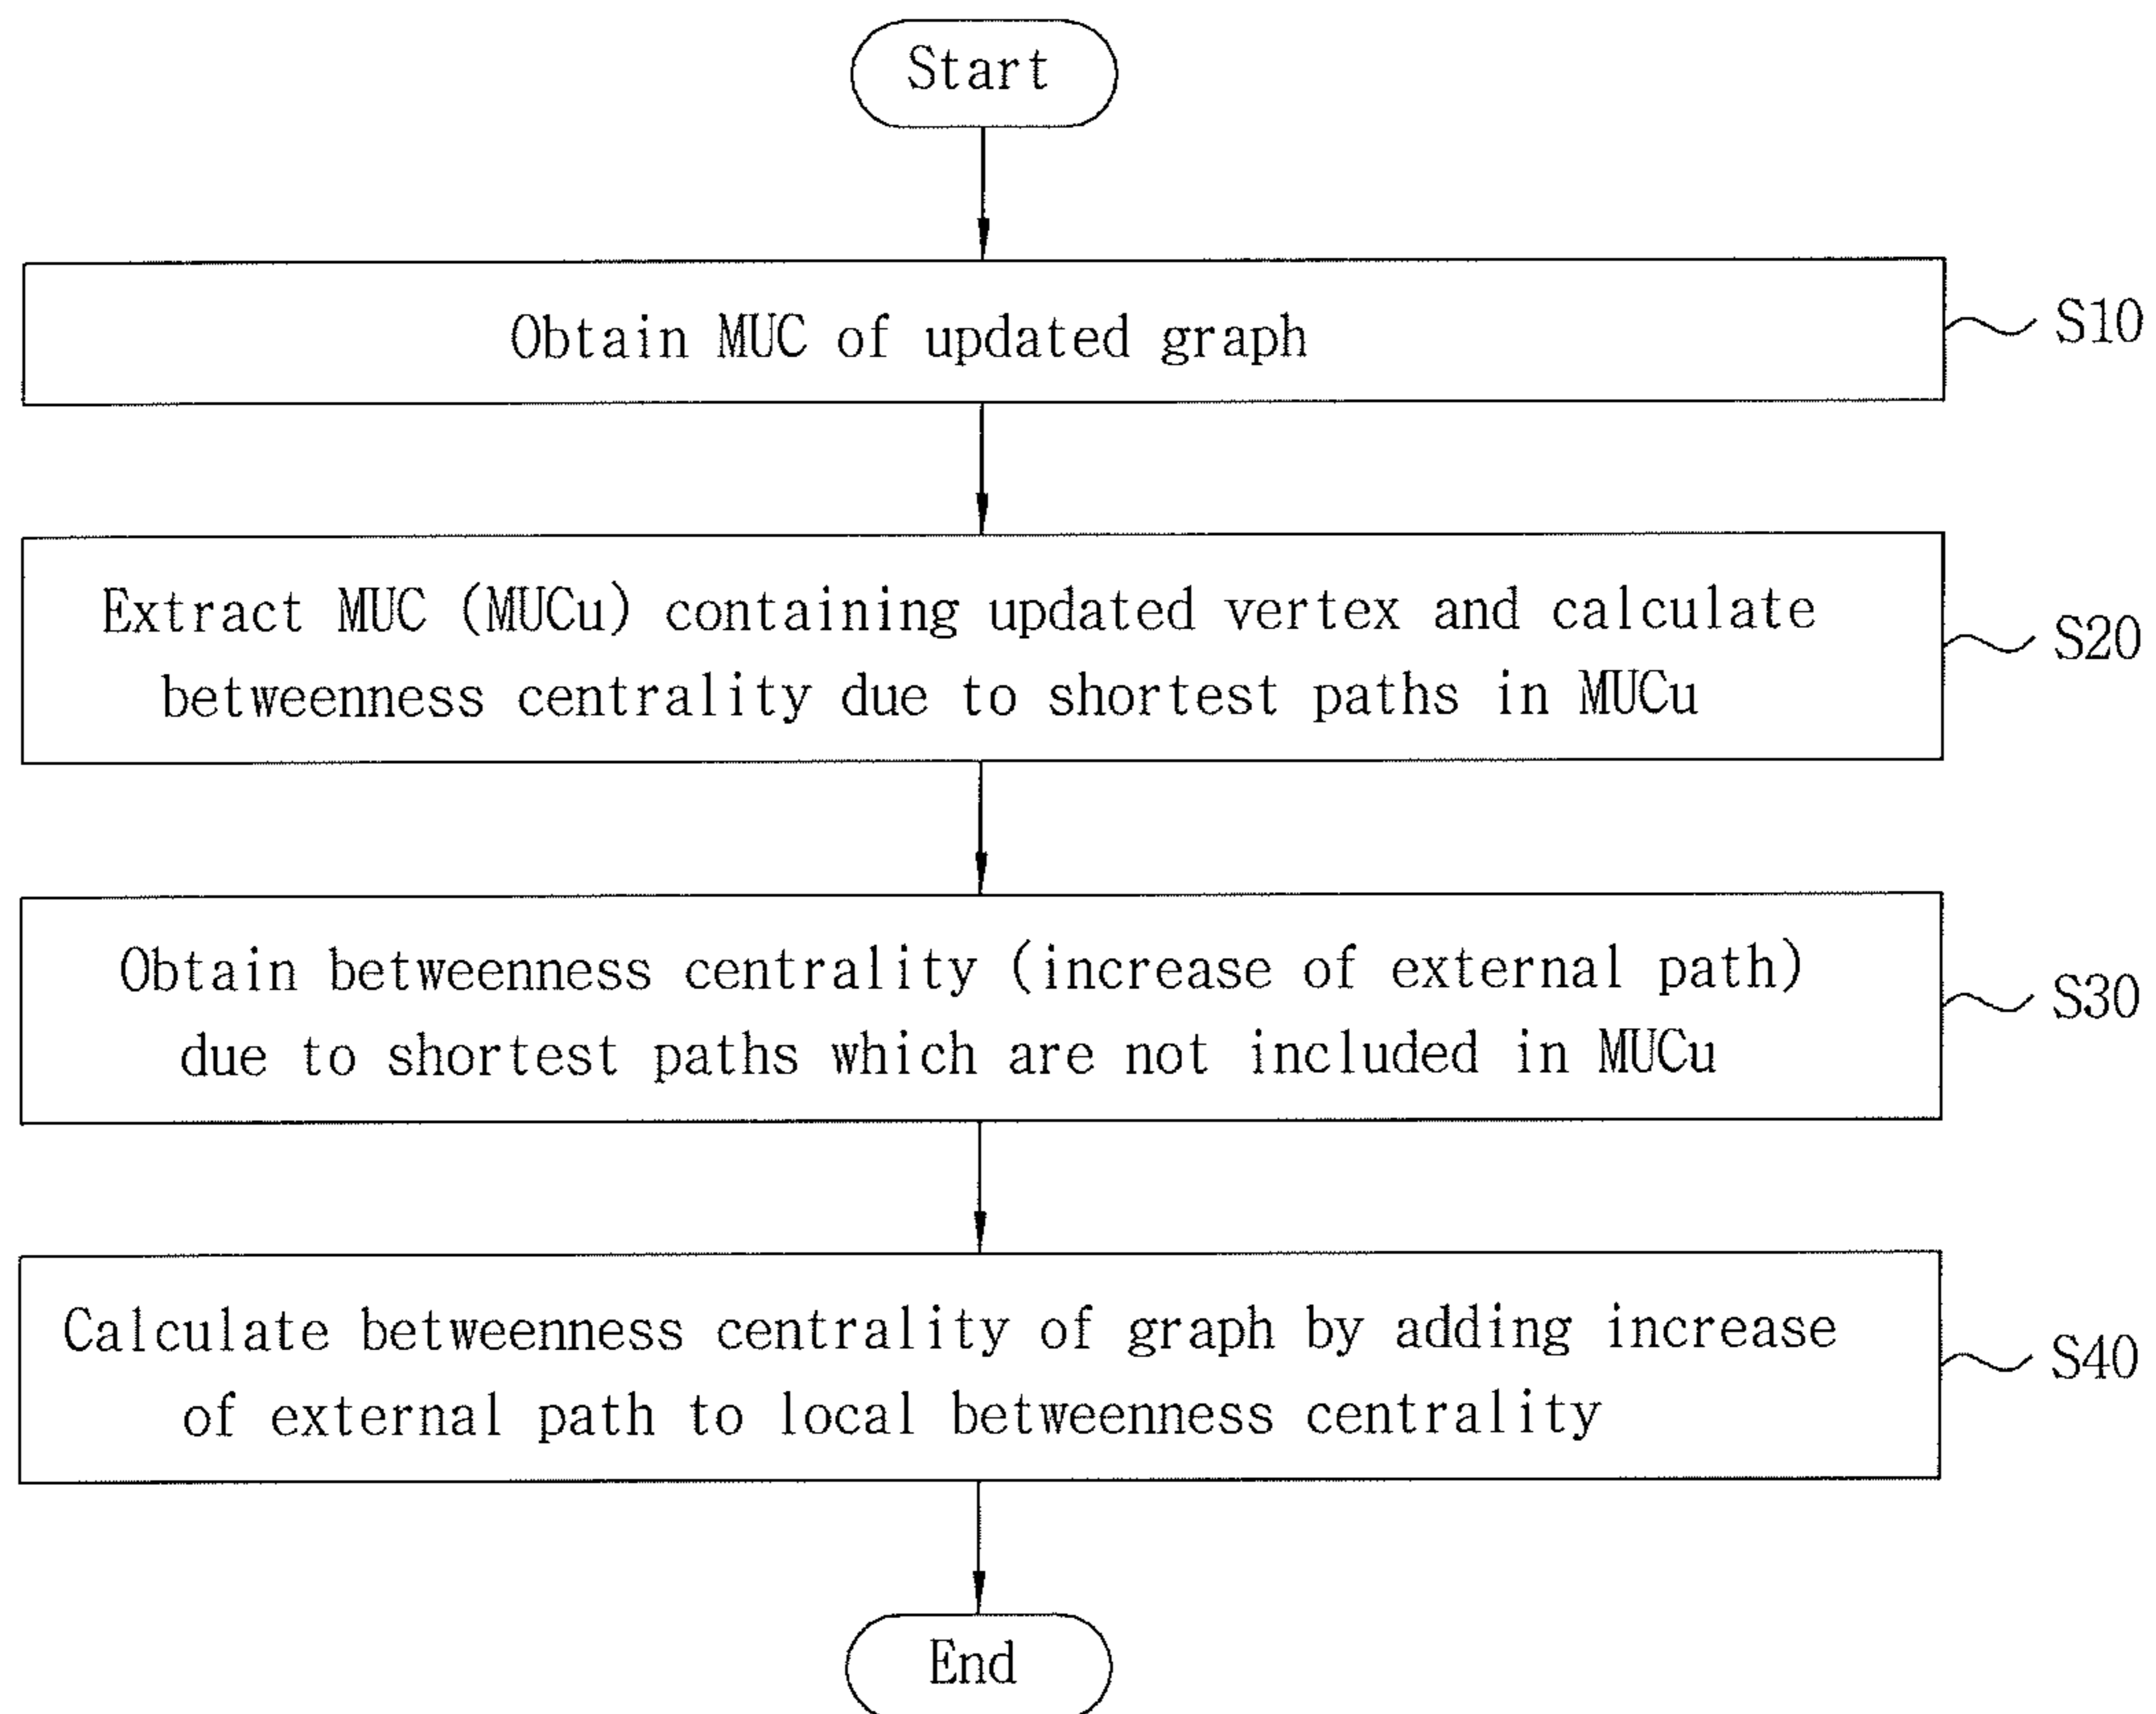 Start
Obtain MUC of updated graph
S10
Extract MUC (MUCu) containing updated vertex and calculate
betweenness centrality due to shortest paths in MUCu
S20
Obtain betweenness centrality (increase of external path)
due to shortest paths which are not included in MUCu
S30
Calculate betweenness centrality of graph by adding increase
of external path to local betweenness centrality
S40
End